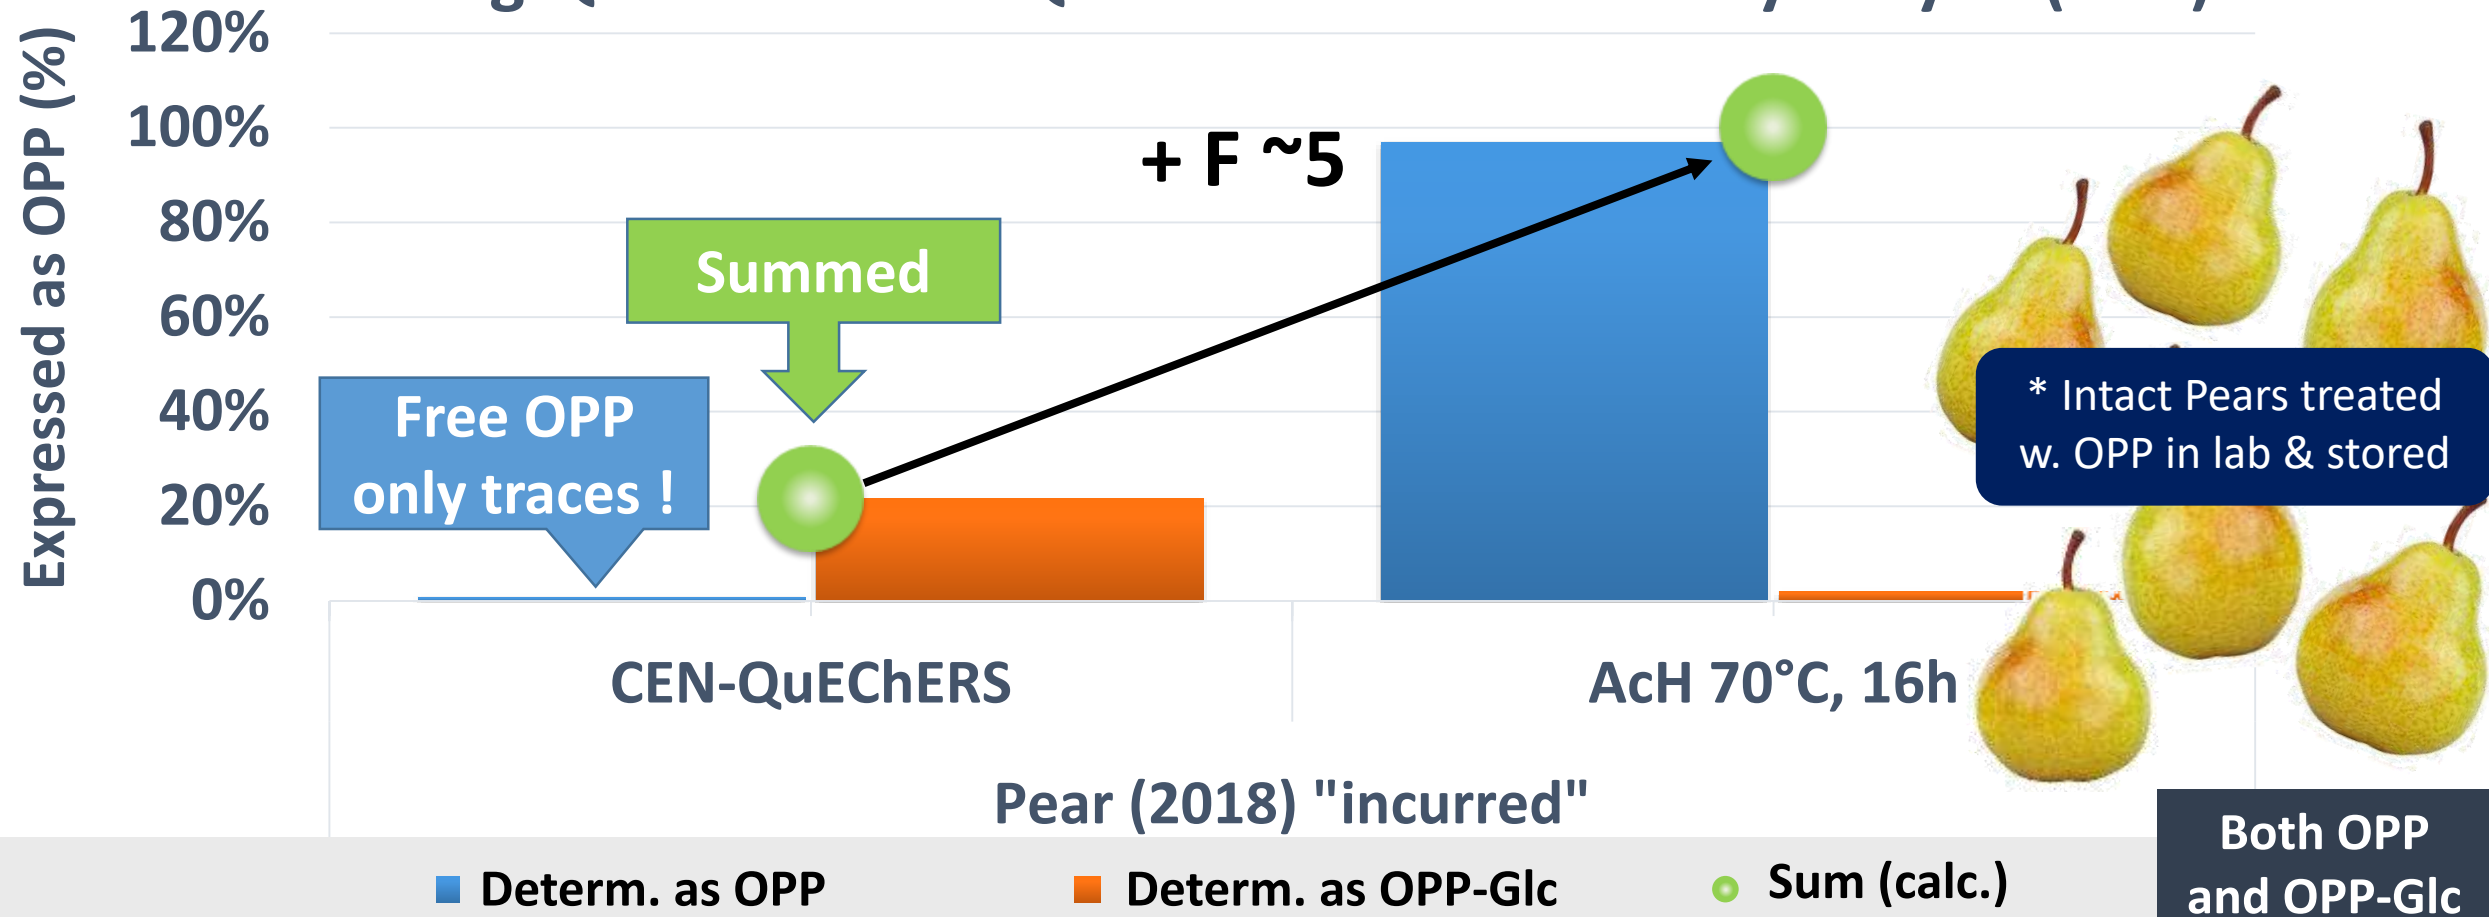 120%
100%
80%
60%
40%
20%
0%
Expressed as OPP (%)
+ F ~5
Summed
Free OPP
only traces !
* Intact Pears treated
w. OPP in lab & stored
CEN-QuEChERS
AcH 70°C, 16h
Pear (2018) "incurred"
Determ. as OPP
Determ. as OPP-Glc
Sum (calc.)
Both OPP
and OPP-Glc